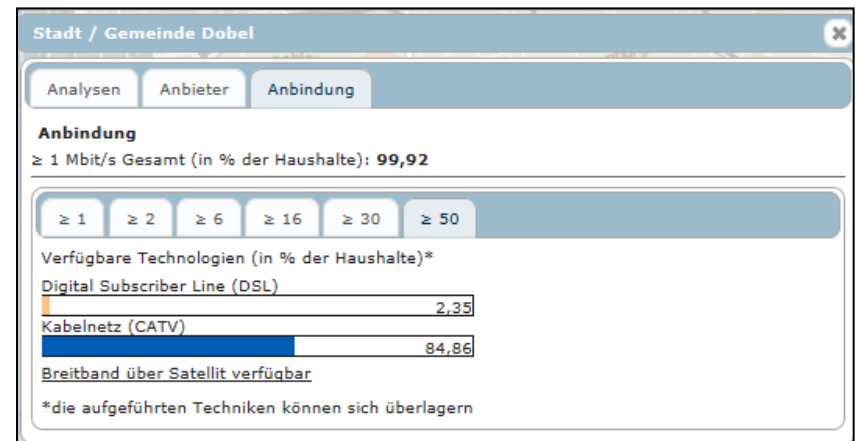 Stadt / Gemeinde Dobel
Analysen Anbieter Anbindung
Anbindung
≥ 1 Mbit/s Gesamt (in % der Haushalte): 99,92
≥ 1 ≥ 2 ≥ 6 ≥ 16 ≥ 30 ≥ 50
Verfügbare Technologien (in % der Haushalte)*
Digital Subscriber Line (DSL)
2,35
Kabelnetz (CATV)
84,86
Breitband über Satellit verfügbar
*die aufgeführten Techniken können sich überlagern